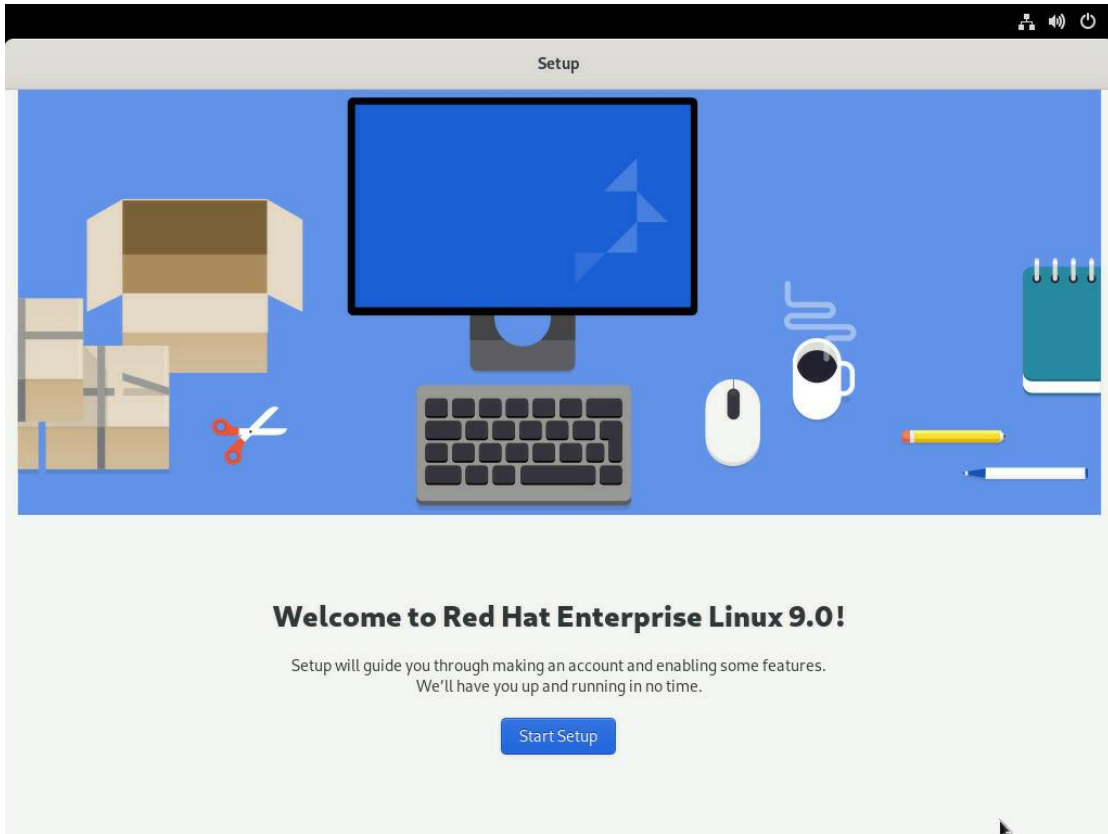 Setup
Welcome to Red Hat Enterprise Linux 9.0!
Setup will guide you through making an account and enabling some features.
We'll have you up and running in no time.
Start Setup